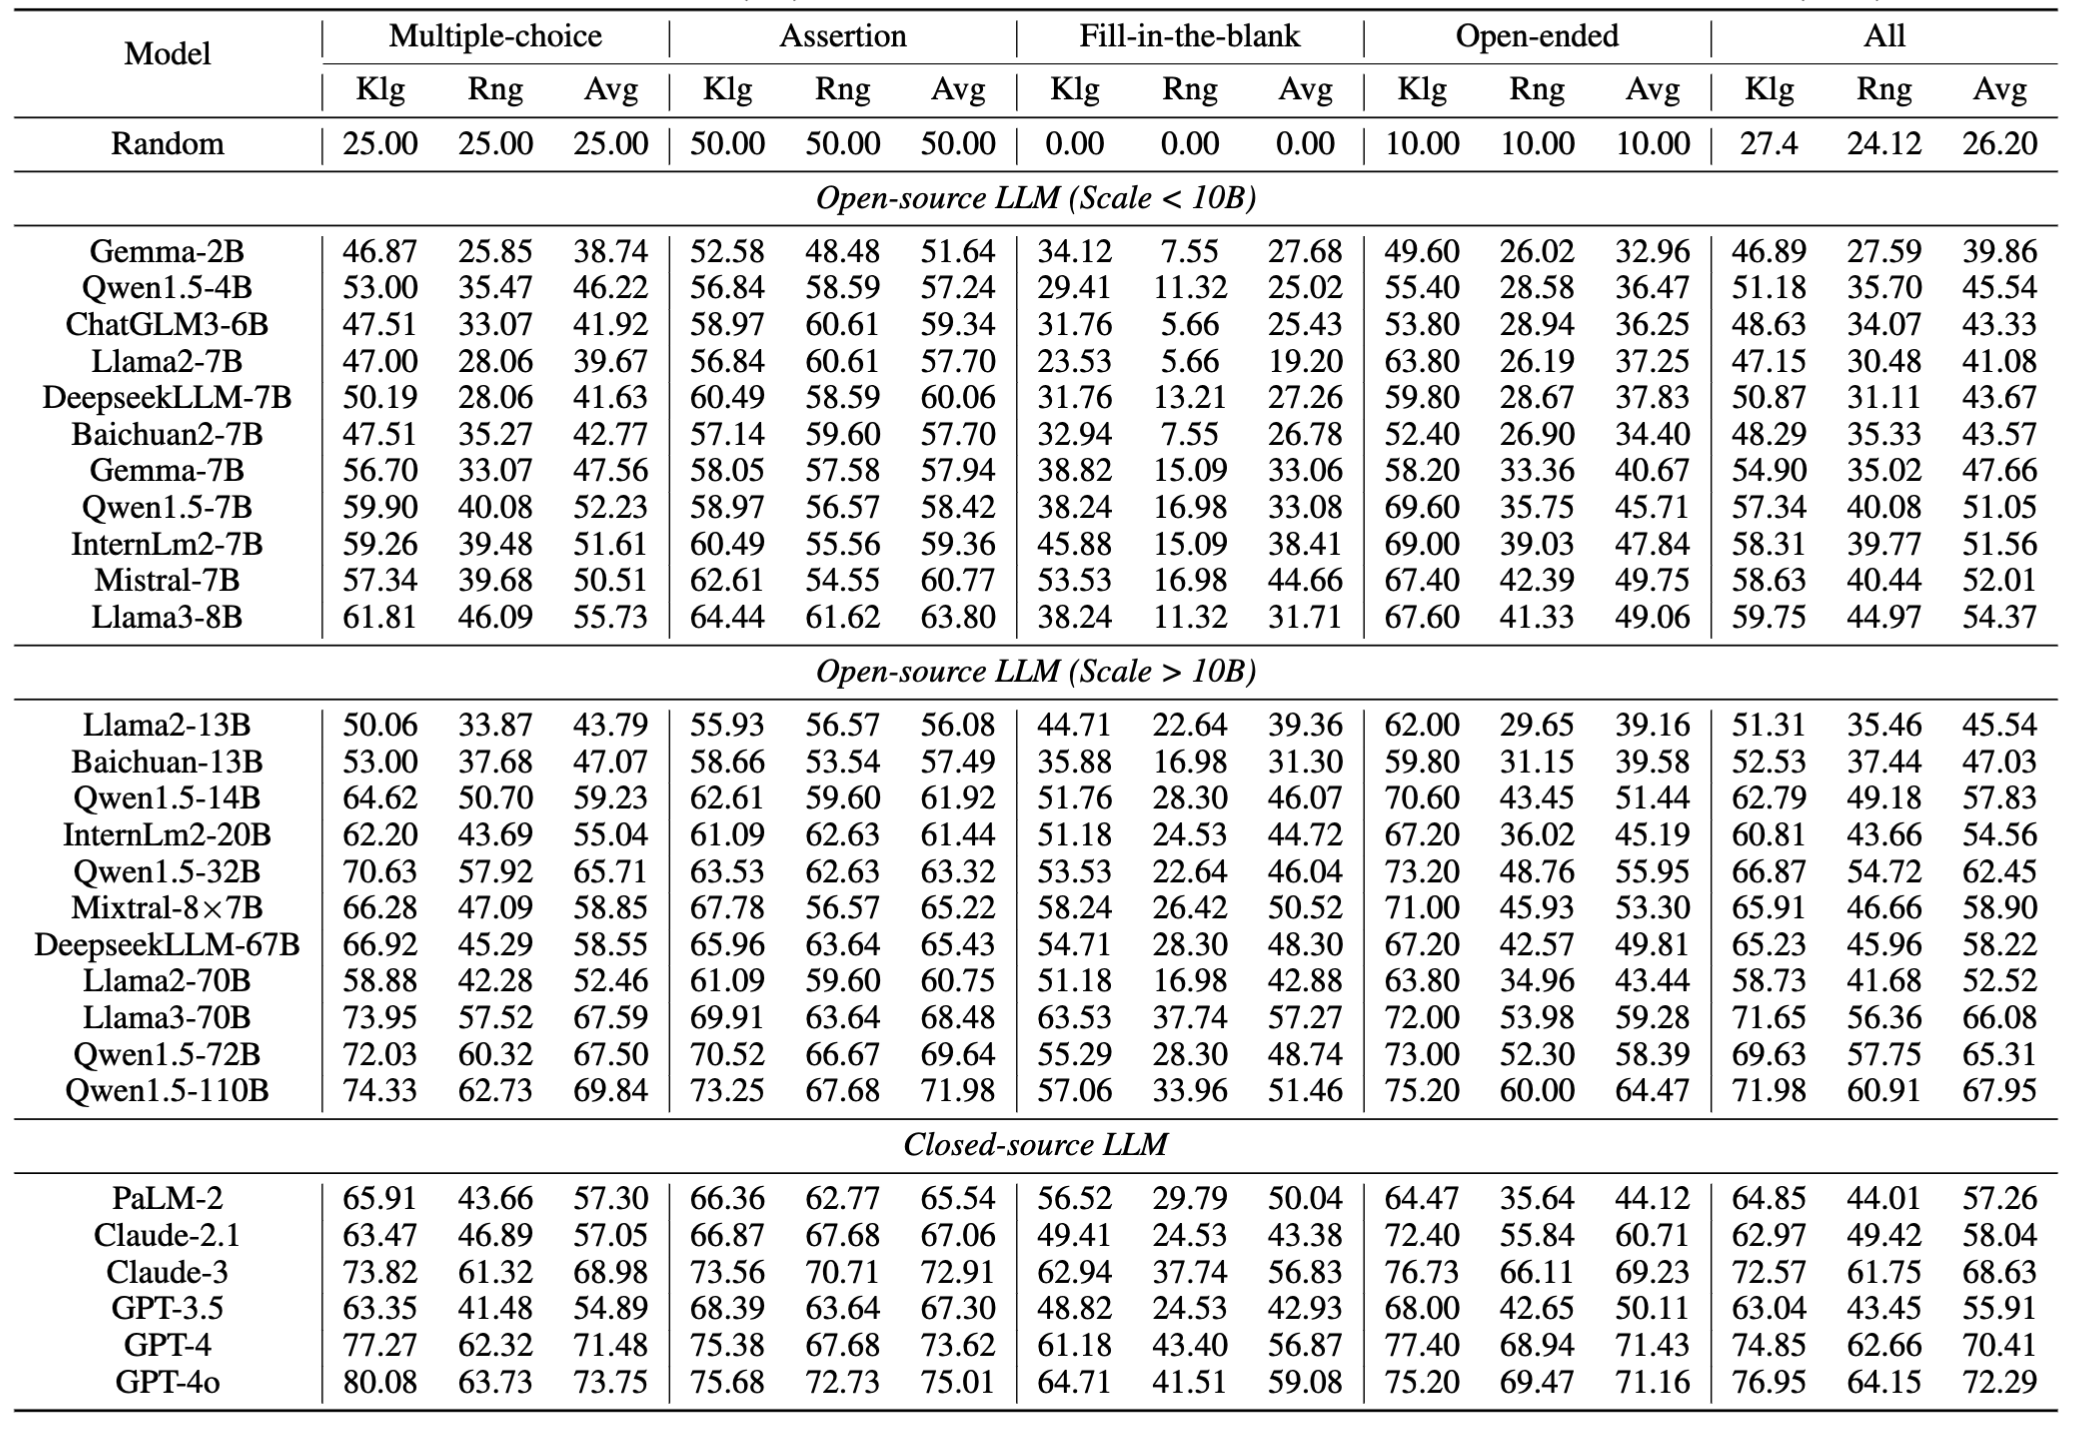 Model Multiple-choice Assertion Fill-in-the-blank Open-ended All
Klg Rng Avg Klg Rng Avg Klg Rng Avg Klg Rng Avg Klg Rng Avg
Random 25.00 25.00 25.00 50.00 50.00 50.00 0.00 0.00 0.00 10.00 10.00 10.00 27.4 24.12 26.20
Open-source LLM (Scale < 10B)
Gemma-2B 46.87 25.85 38.74 52.58 48.48 51.64 34.12 7.55 27.68 49.60 26.02 32.96 46.89 27.59 39.86
Qwen1.5-4B 53.00 35.47 46.22 56.84 58.59 57.24 29.41 11.32 25.02 55.40 28.58 36.47 51.18 35.70 45.54
ChatGLM3-6B 47.51 33.07 41.92 58.97 60.61 59.34 31.76 5.66 25.43 53.80 28.94 36.25 48.63 34.07 43.33
Llama2-7B 47.00 28.06 39.67 56.84 60.61 57.70 23.53 5.66 19.20 63.80 26.19 37.25 47.15 30.48 41.08
DeepseekLLM-7B 50.19 28.06 41.63 60.49 58.59 60.06 31.76 13.21 27.26 59.80 28.67 37.83 50.87 31.11 43.67
Baichuan2-7B 47.51 35.27 42.77 57.14 59.60 57.70 32.94 7.55 26.78 52.40 26.90 34.40 48.29 35.33 43.57
Gemma-7B 56.70 33.07 47.56 58.05 57.58 57.94 38.82 15.09 33.06 58.20 33.36 40.67 54.90 35.02 47.66
Qwen1.5-7B 59.90 40.08 52.23 58.97 56.57 58.42 38.24 16.98 33.08 69.60 35.75 45.71 57.34 40.08 51.05
InternLm2-7B 59.26 39.48 51.61 60.49 55.56 59.36 45.88 15.09 38.41 69.00 39.03 47.84 58.31 39.77 51.56
Mistral-7B 57.34 39.68 50.51 62.61 54.55 60.77 53.53 16.98 44.66 67.40 42.39 49.75 58.63 40.44 52.01
Llama3-8B 61.81 46.09 55.73 64.44 61.62 63.80 38.24 11.32 31.71 67.60 41.33 49.06 59.75 44.97 54.37
Open-source LLM (Scale > 10B)
Llama2-13B 50.06 33.87 43.79 55.93 56.57 56.08 44.71 22.64 39.36 62.00 29.65 39.16 51.31 35.46 45.54
Baichuan-13B 53.00 37.68 47.07 58.66 53.54 57.49 35.88 16.98 31.30 59.80 31.15 39.58 52.53 37.44 47.03
Qwen1.5-14B 64.62 50.70 59.23 62.61 59.60 61.92 51.76 28.30 46.07 70.60 43.45 51.44 62.79 49.18 57.83
InternLm2-20B 62.20 43.69 55.04 61.09 62.63 61.44 51.18 24.53 44.72 67.20 36.02 45.19 60.81 43.66 54.56
Qwen1.5-32B 70.63 57.92 65.71 63.53 62.63 63.32 53.53 22.64 46.04 73.20 48.76 55.95 66.87 54.72 62.45
Mixtral-8×7B 66.28 47.09 58.85 67.78 56.57 65.22 58.24 26.42 50.52 71.00 45.93 53.30 65.91 46.66 58.90
DeepseekLLM-67B 66.92 45.29 58.55 65.96 63.64 65.43 54.71 28.30 48.30 67.20 42.57 49.81 65.23 45.96 58.22
Llama2-70B 58.88 42.28 52.46 61.09 59.60 60.75 51.18 16.98 42.88 63.80 34.96 43.44 58.73 41.68 52.52
Llama3-70B 73.95 57.52 67.59 69.91 63.64 68.48 63.53 37.74 57.27 72.00 53.98 59.28 71.65 56.36 66.08
Qwen1.5-72B 72.03 60.32 67.50 70.52 66.67 69.64 55.29 28.30 48.74 73.00 52.30 58.39 69.63 57.75 65.31
Qwen1.5-110B 74.33 62.73 69.84 73.25 67.68 71.98 57.06 33.96 51.46 75.20 60.00 64.47 71.98 60.91 67.95
Closed-source LLM
PaLM-2 65.91 43.66 57.30 66.36 62.77 65.54 56.52 29.79 50.04 64.47 35.64 44.12 64.85 44.01 57.26
Claude-2.1 63.47 46.89 57.05 66.87 67.68 67.06 49.41 24.53 43.38 72.40 55.84 60.71 62.97 49.42 58.04
Claude-3 73.82 61.32 68.98 73.56 70.71 72.91 62.94 37.74 56.83 76.73 66.11 69.23 72.57 61.75 68.63
GPT-3.5 63.35 41.48 54.89 68.39 63.64 67.30 48.82 24.53 42.93 68.00 42.65 50.11 63.04 43.45 55.91
GPT-4 77.27 62.32 71.48 75.38 67.68 73.62 61.18 43.40 56.87 77.40 68.94 71.43 74.85 62.66 70.41
GPT-4o 80.08 63.73 73.75 75.68 72.73 75.01 64.71 41.51 59.08 75.20 69.47 71.16 76.95 64.15 72.29